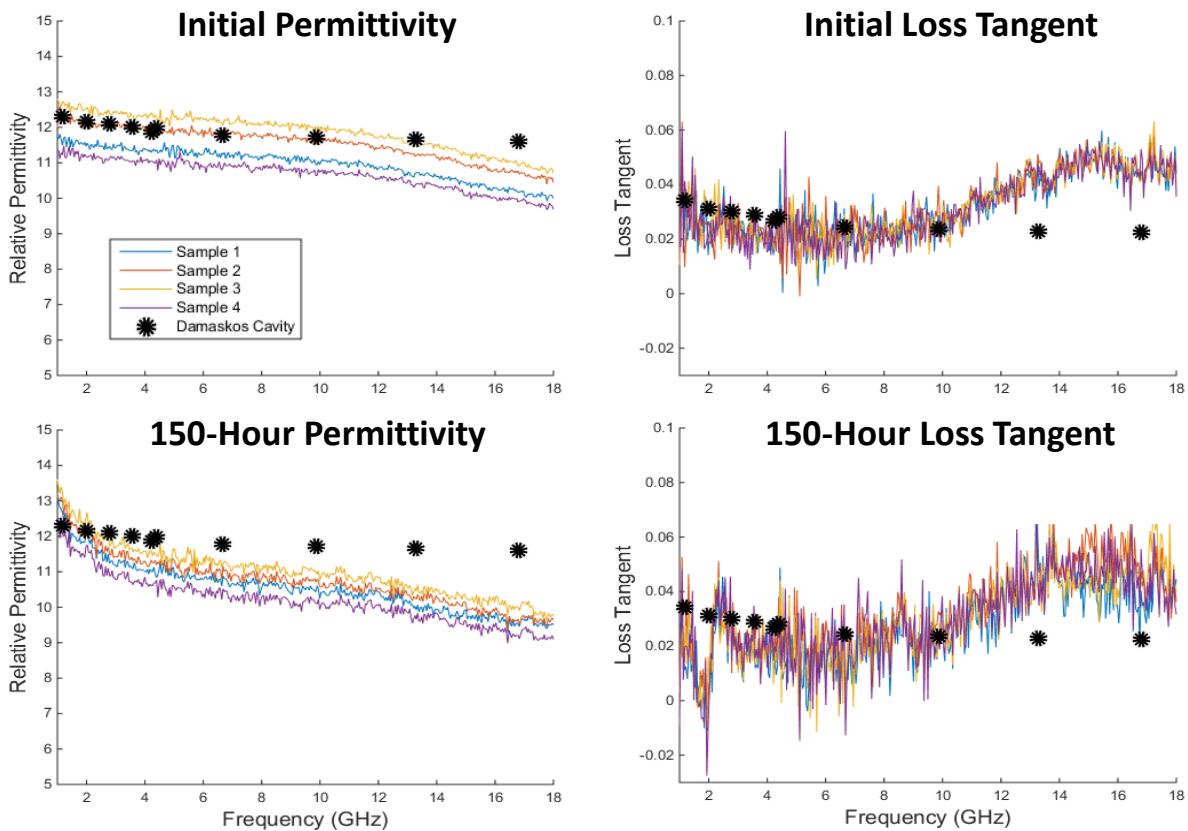 Initial Permittivity
Relative Permittivity
15
14
13
12
11
10
9
8
7
6
5
Sample 1
Sample 2
Sample 3
Sample 4
Damaskos Cavity
2 4 6 8 10 12 14 16 18
Initial Loss Tangent
Loss Tangent
0.1
0.08
0.06
0.04
0.02
0
-0.02
2 4 6 8 10 12 14 16 18
150-Hour Permittivity
Relative Permittivity
15
14
13
12
11
10
9
8
7
6
5
2 4 6 8 10 12 14 16 18
Frequency (GHz)
150-Hour Loss Tangent
Loss Tangent
0.1
0.08
0.06
0.04
0.02
0
-0.02
2 4 6 8 10 12 14 16 18
Frequency (GHz)